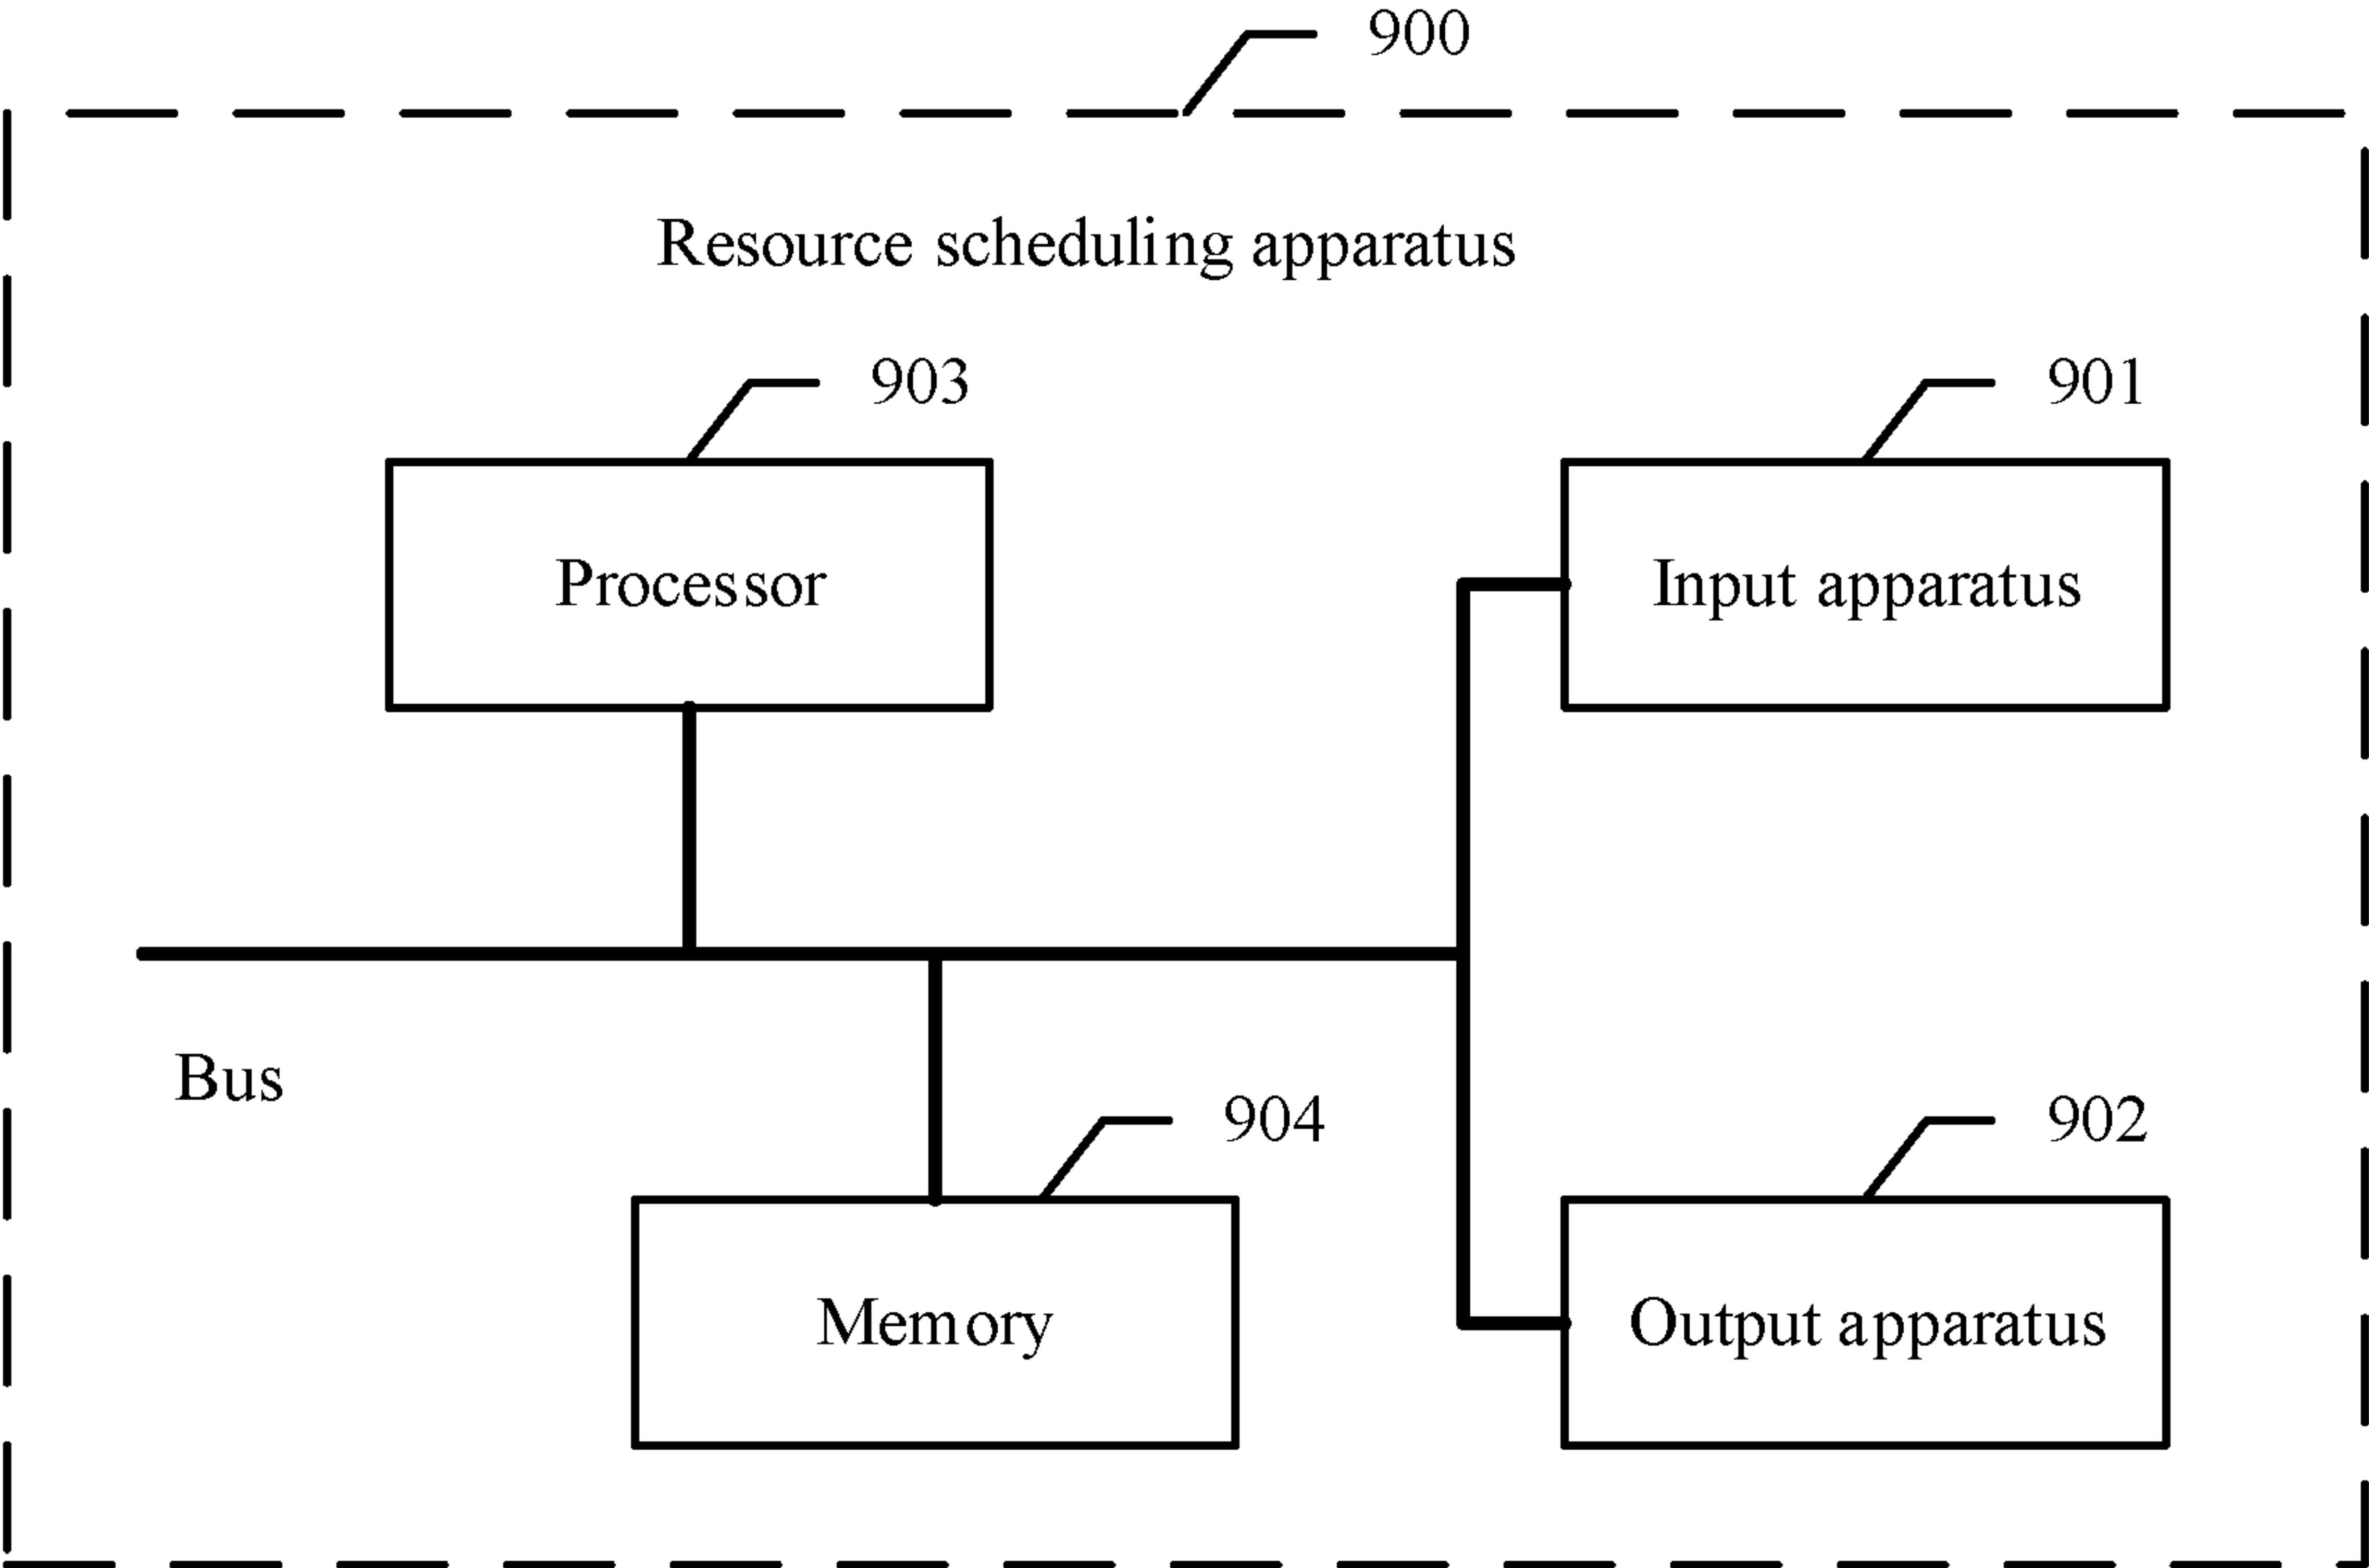 900
Resource scheduling apparatus
903
901
Processor
Input apparatus
Bus
904
902
Memory
Output apparatus